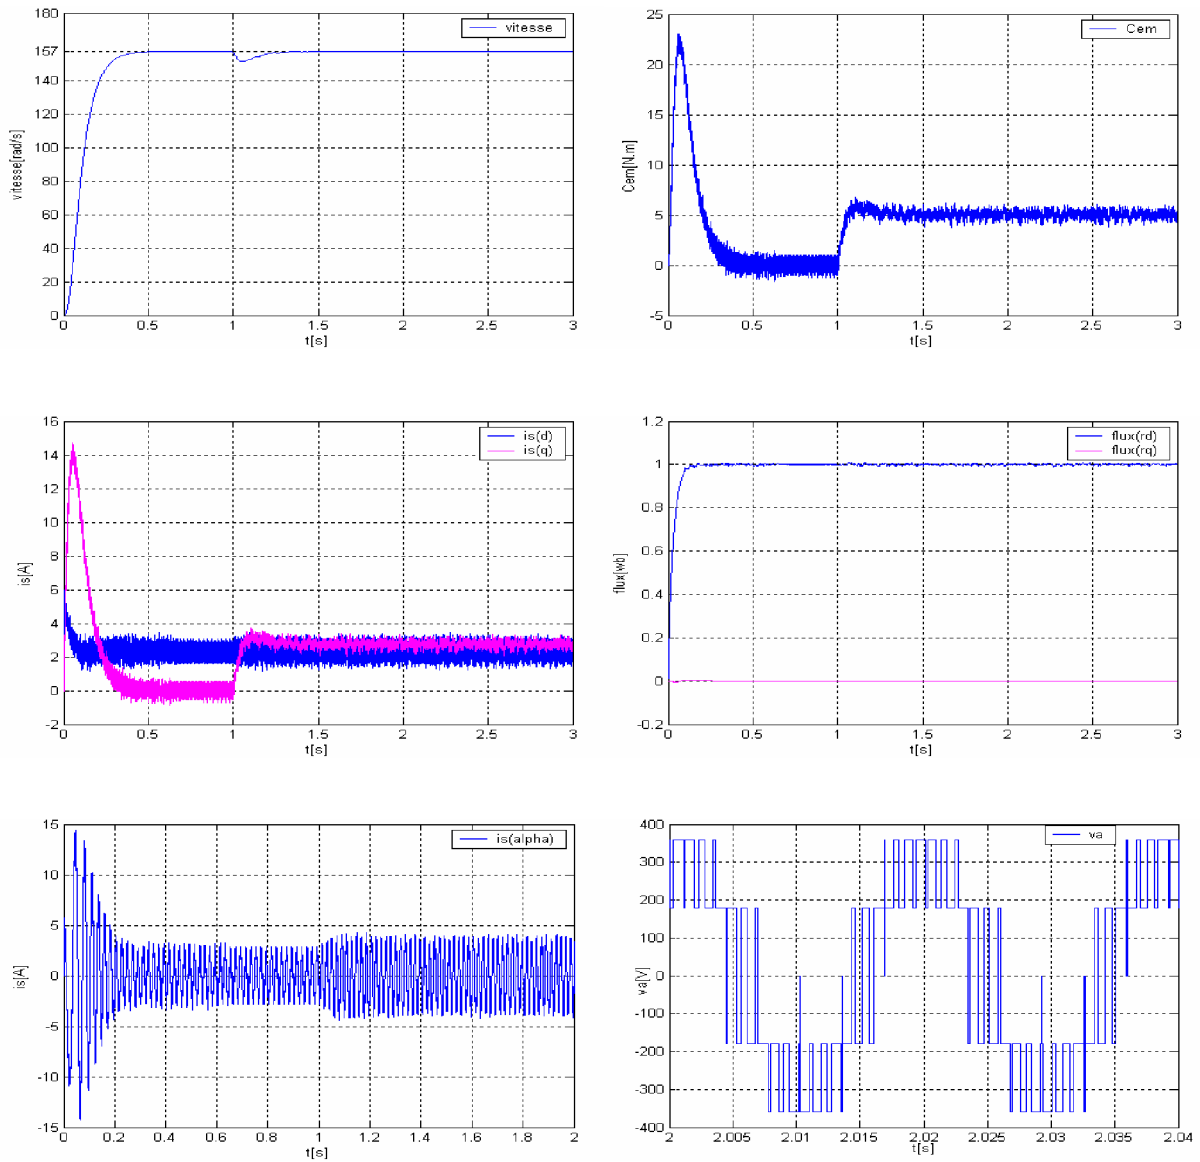 vitesse
180
157
140
120
100
80
60
40
20
0
vitesse[rad/s]
0 0.5 1 1.5 2 2.5 3
t[s]
Cem
25
20
15
10
5
0
-5
Cem[N.m]
0 0.5 1 1.5 2 2.5 3
t[s]
is(d)
is(q)
16
14
12
10
8
6
4
2
0
-2
is[A]
0 0.5 1 1.5 2 2.5 3
t[s]
flux(rd)
flux(rq)
1.2
1
0.8
0.6
0.4
0.2
0
-0.2
flux[wb]
0 0.5 1 1.5 2 2.5 3
t[s]
is(alpha)
15
10
5
0
-5
-10
-15
is[A]
0 0.2 0.4 0.6 0.8 1 1.2 1.4 1.6 1.8 2
t[s]
va
400
300
200
100
0
-100
-200
-300
-400
va[V]
2 2.005 2.01 2.015 2.02 2.025 2.03 2.035 2.04
t[s]